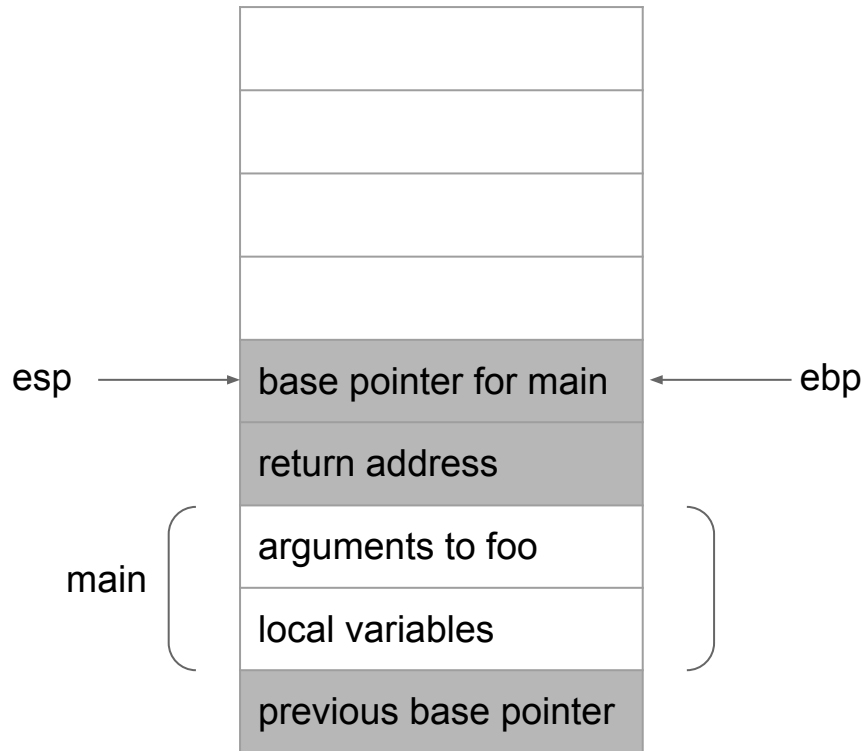 esp
base pointer for main
ebp
return address
main
arguments to foo
local variables
previous base pointer